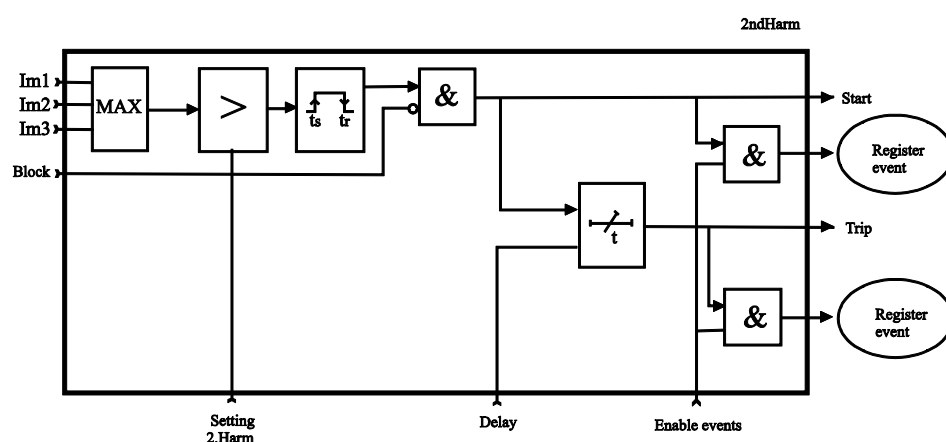 2ndHarm
Im1
Im2
Im3
Block
MAX
>
ts
tr
&
Start
&
Register
event
t
Trip
&
Register
event
Setting
2.Harm
Delay
Enable events